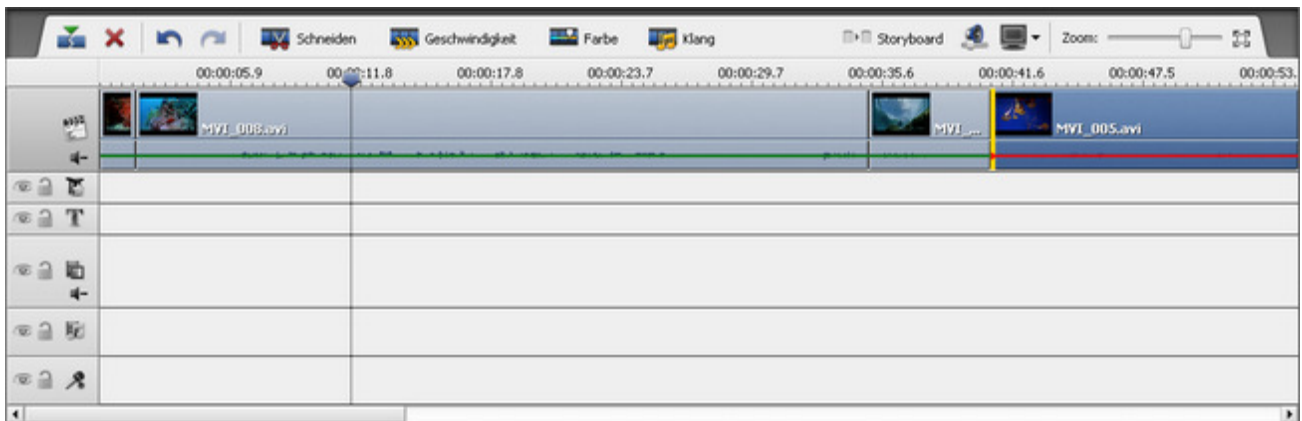 Schneiden Geschwindigkeit Farbe Klang Storyboard Zoom:
00:00:05.9 00:00:11.8 00:00:17.8 00:00:23.7 00:00:29.7 00:00:35.6 00:00:41.6 00:00:47.5 00:00:53.
MVI_008.avi MVI_... MVI_005.avi
T